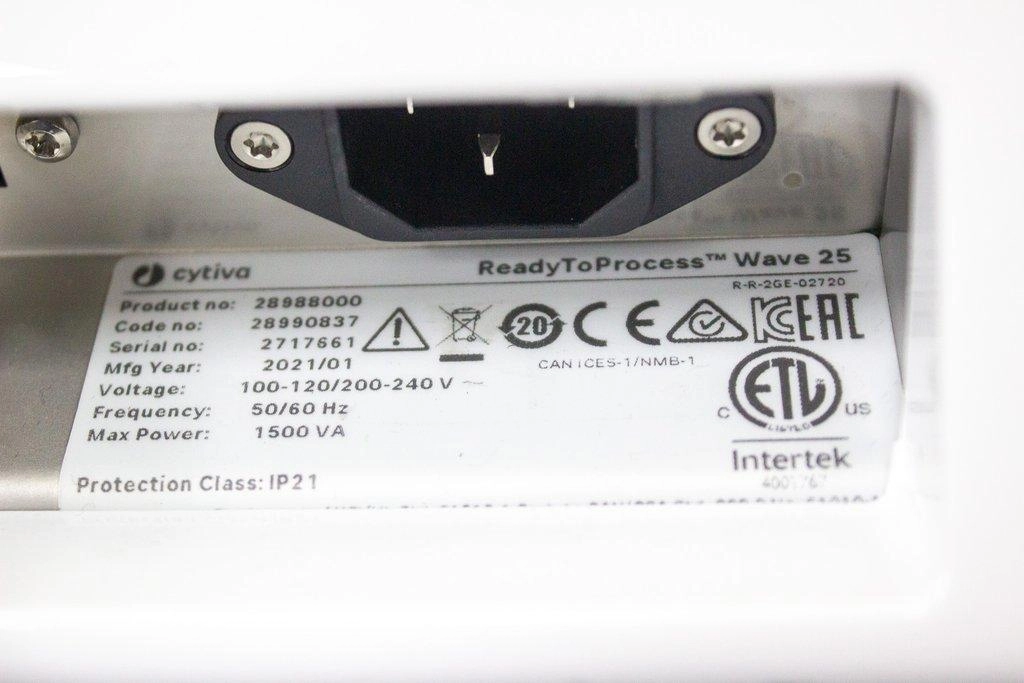 cytiva
ReadyToProcess™ Wave 25
R-R-2GE-02720
Product no: 28988000
Code no: 28990837
Serial no: 2717661
Mfg Year: 2021/01
Voltage: 100-120/200-240 V ~
Frequency: 50/60 Hz
Max Power: 1500 VA
20
CE
EAC
CAN ICES-1/NMB-1
C ETL US
LISTED
Intertek
4001767
Protection Class: IP21